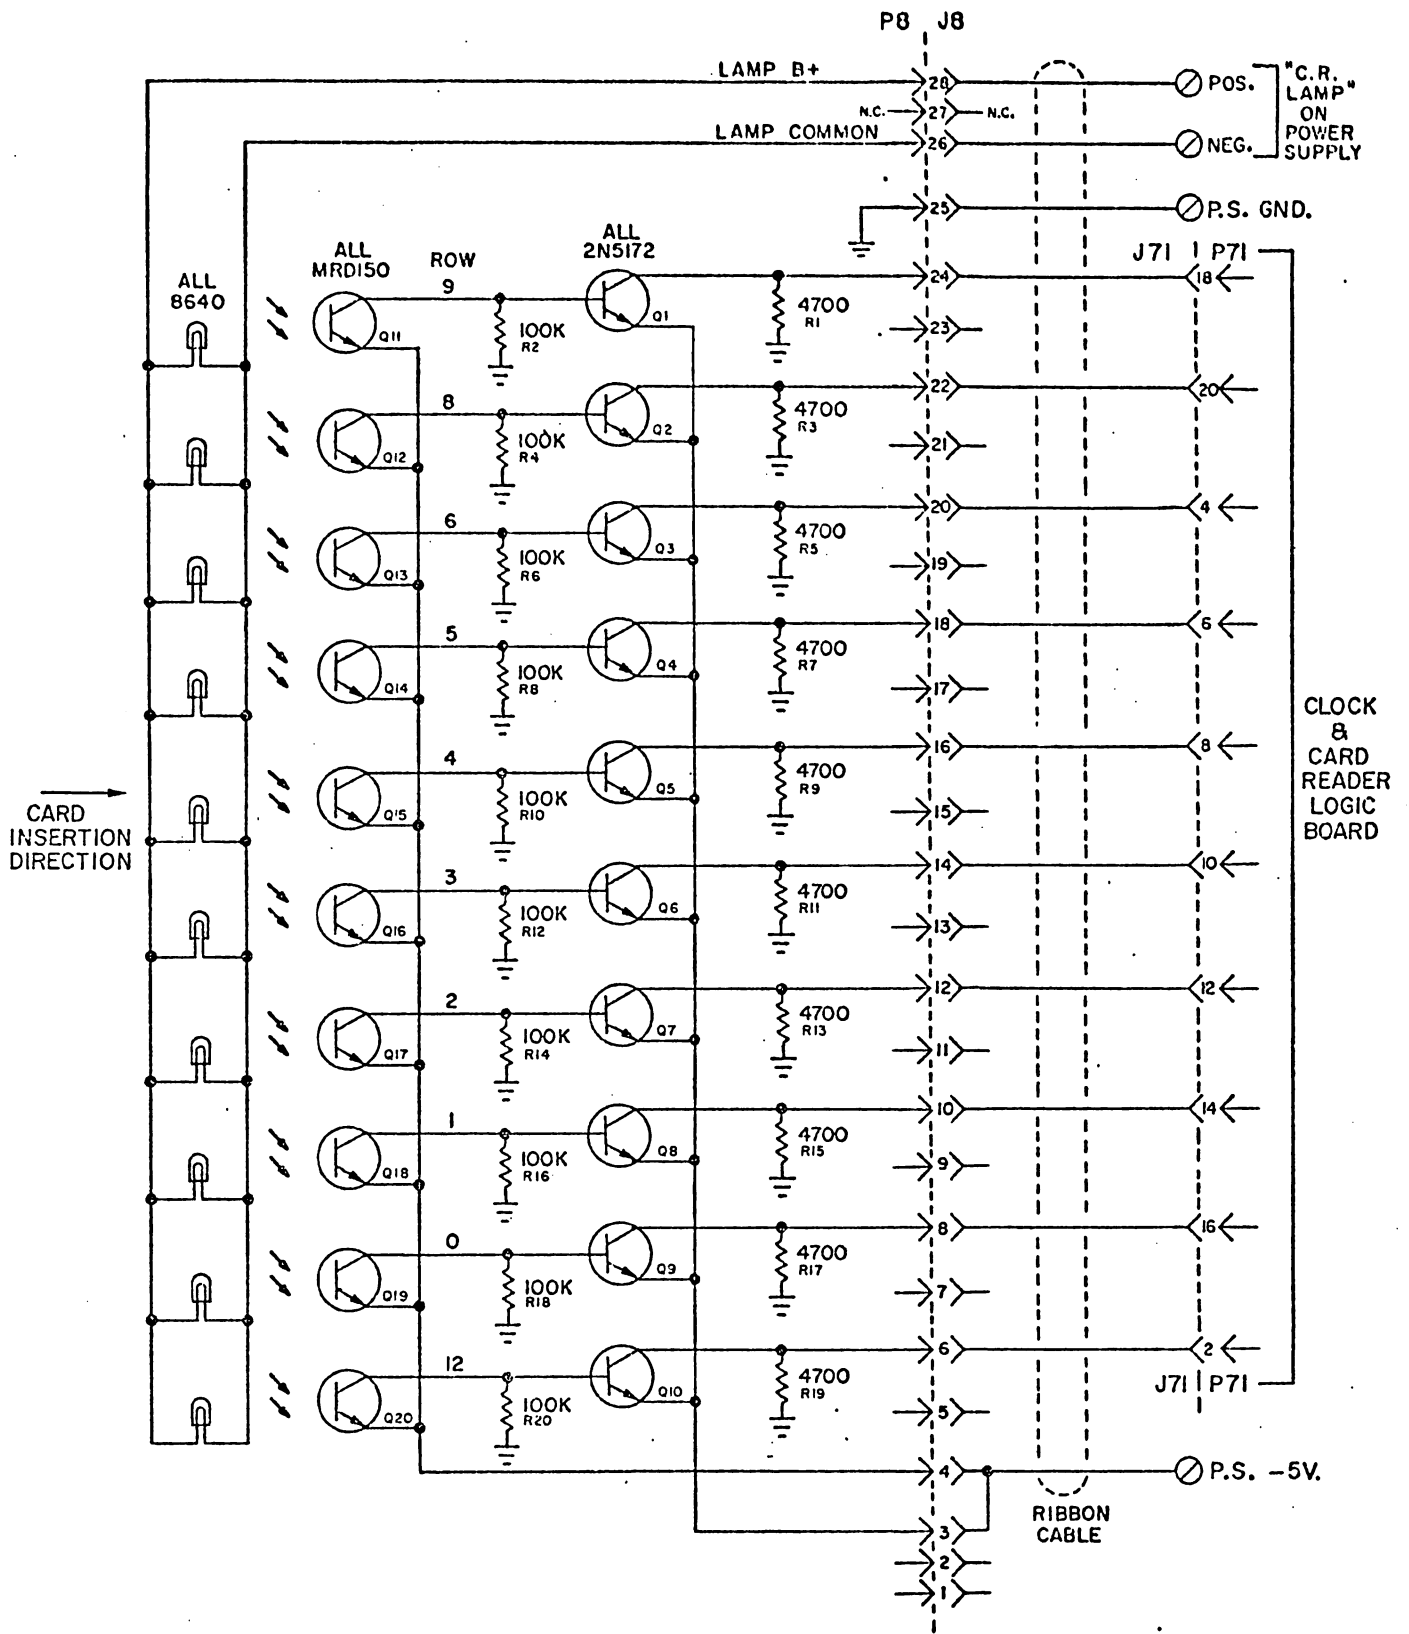 P8 J8
LAMP B+
28
POS.
"C.R.
LAMP"
ON
POWER
SUPPLY
N.C.
27
N.C.
LAMP COMMON
26
NEG.
25
P.S. GND.
ALL
8640
ALL
MRD150
ROW
ALL
2N5172
J71 P71
9
Q11
100K
R2
Q1
4700
R1
24
18
23
8
Q12
100K
R4
Q2
4700
R3
22
20
21
6
Q13
100K
R6
Q3
4700
R5
20
4
19
5
Q14
100K
R8
Q4
4700
R7
18
6
17
CLOCK
&
CARD
READER
LOGIC
BOARD
CARD
INSERTION
DIRECTION
4
Q15
100K
R10
Q5
4700
R9
16
8
15
3
Q16
100K
R12
Q6
4700
R11
14
10
13
2
Q17
100K
R14
Q7
4700
R13
12
12
11
1
Q18
100K
R16
Q8
4700
R15
10
14
9
0
Q19
100K
R18
Q9
4700
R17
8
16
7
12
Q20
100K
R20
Q10
4700
R19
6
2
J71 P71
5
4
P.S. -5V.
3
RIBBON
CABLE
2
1